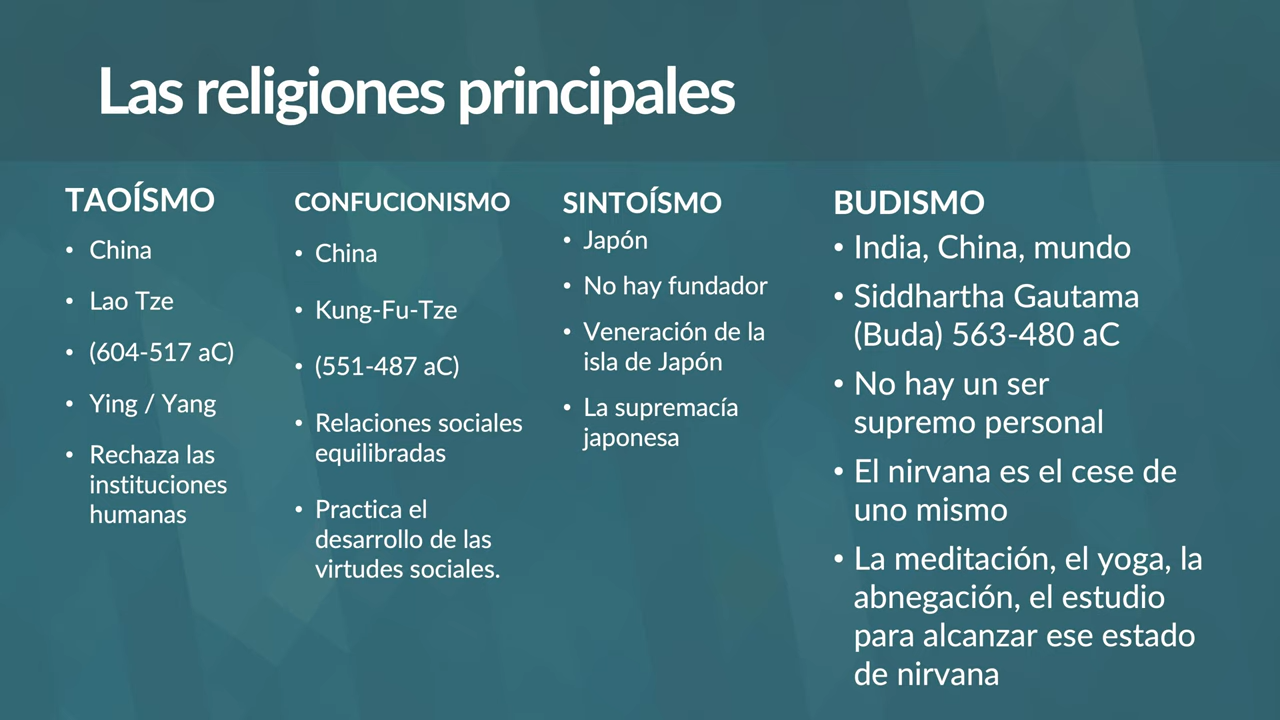 Las religiones principales
TAOÍSMO
• China
• Lao Tze
• (604-517 aC)
• Ying / Yang
• Rechaza las
instituciones
humanas
CONFUCIONISMO
• China
• Kung-Fu-Tze
• (551-487 aC)
• Relaciones sociales
equilibradas
• Practica el
desarrollo de las
virtudes sociales.
SINTOÍSMO
• Japón
• No hay fundador
• Veneración de la
isla de Japón
• La supremacía
japonesa
BUDISMO
• India, China, mundo
• Siddhartha Gautama
(Buda) 563-480 aC
• No hay un ser
supremo personal
• El nirvana es el cese de
uno mismo
• La meditación, el yoga, la
abnegación, el estudio
para alcanzar ese estado
de nirvana